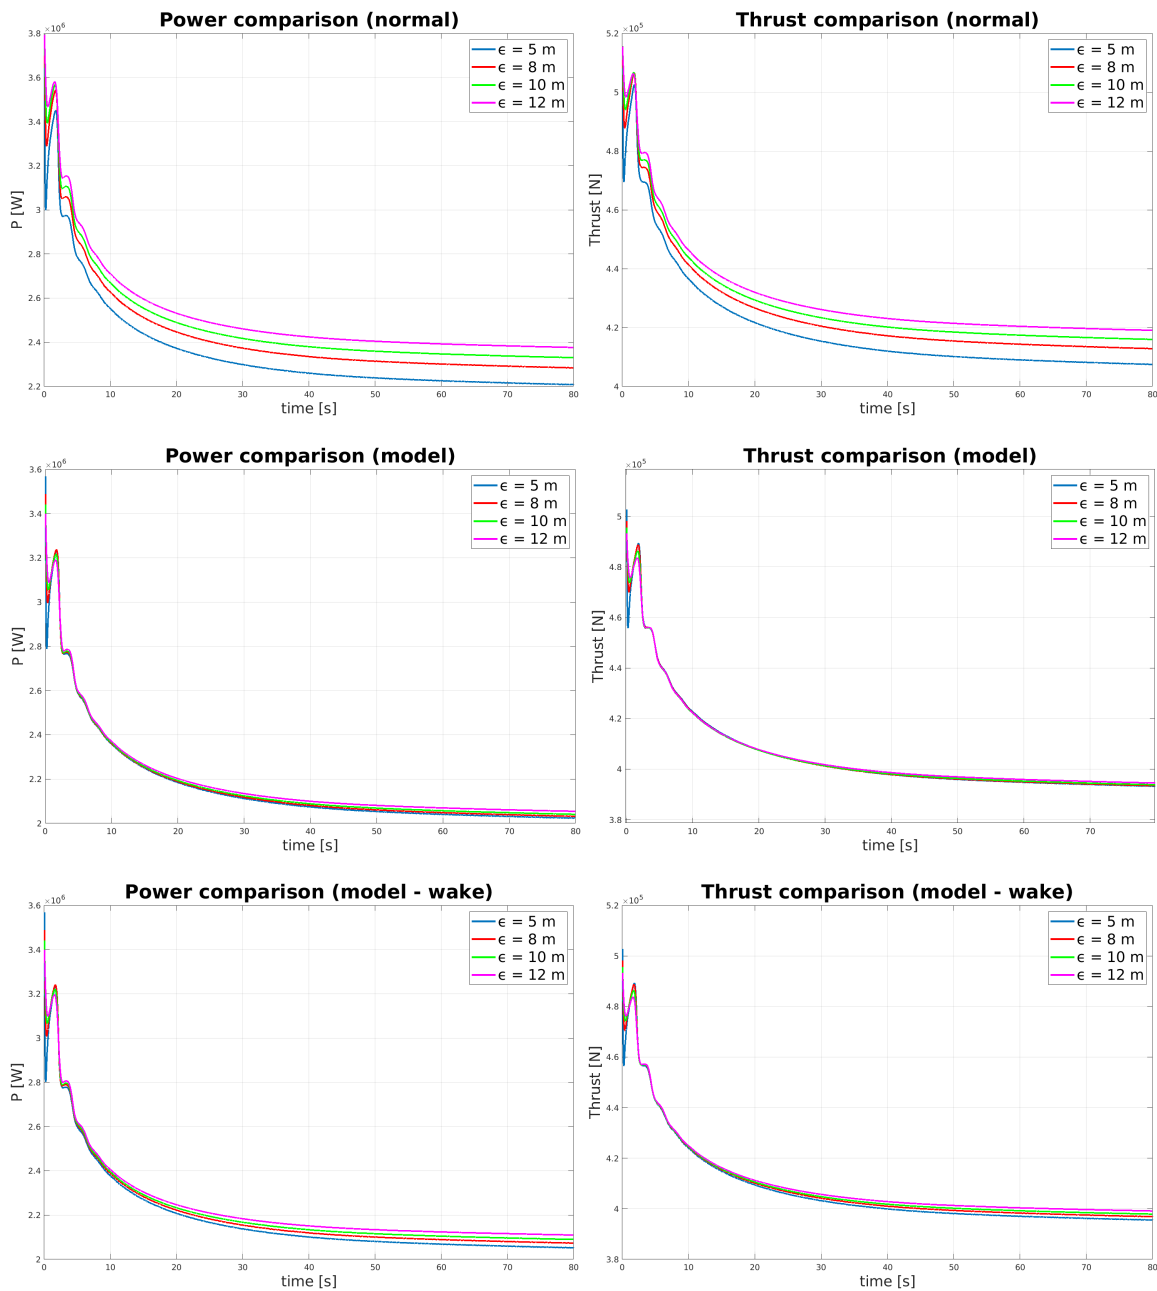 Power comparison (normal)
×10⁶
3.8
3.6
3.4
3.2
3
2.8
2.6
2.4
2.2
P [W]
0 10 20 30 40 50 60 70 80
time [s]
ϵ = 5 m
ϵ = 8 m
ϵ = 10 m
ϵ = 12 m
Thrust comparison (normal)
×10⁵
5.2
5
4.8
4.6
4.4
4.2
4
Thrust [N]
0 10 20 30 40 50 60 70 80
time [s]
ϵ = 5 m
ϵ = 8 m
ϵ = 10 m
ϵ = 12 m
Power comparison (model)
×10⁶
3.6
3.4
3.2
3
2.8
2.6
2.4
2.2
2
P [W]
0 10 20 30 40 50 60 70 80
time [s]
ϵ = 5 m
ϵ = 8 m
ϵ = 10 m
ϵ = 12 m
Thrust comparison (model)
×10⁵
5
4.8
4.6
4.4
4.2
4
3.8
Thrust [N]
0 10 20 30 40 50 60 70
time [s]
ϵ = 5 m
ϵ = 8 m
ϵ = 10 m
ϵ = 12 m
Power comparison (model - wake)
×10⁶
3.6
3.4
3.2
3
2.8
2.6
2.4
2.2
2
P [W]
0 10 20 30 40 50 60 70 80
time [s]
ϵ = 5 m
ϵ = 8 m
ϵ = 10 m
ϵ = 12 m
Thrust comparison (model - wake)
×10⁵
5.2
5
4.8
4.6
4.4
4.2
4
3.8
Thrust [N]
0 10 20 30 40 50 60 70 80
time [s]
ϵ = 5 m
ϵ = 8 m
ϵ = 10 m
ϵ = 12 m